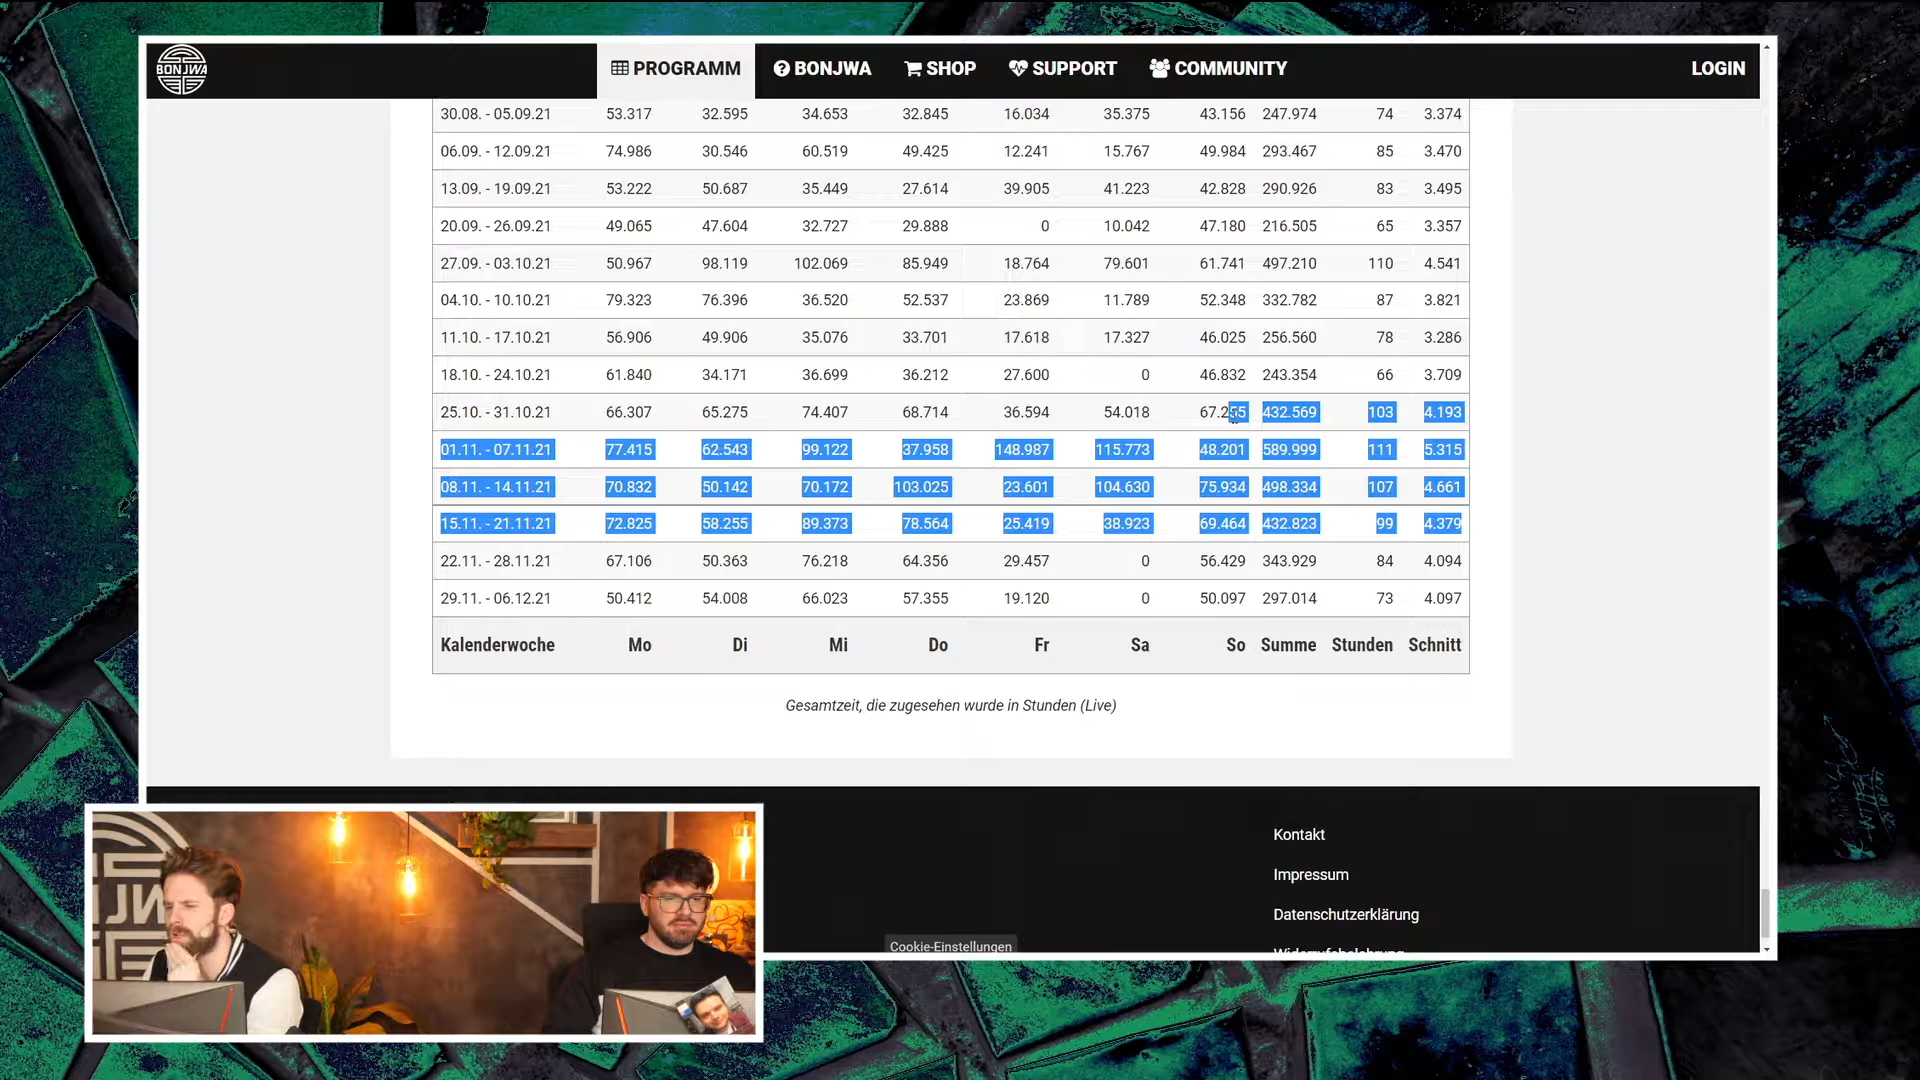 BONJWA
PROGRAMM BONJWA SHOP SUPPORT COMMUNITY LOGIN
30.08. - 05.09.21 53.317 32.595 34.653 32.845 16.034 35.375 43.156 247.974 74 3.374
06.09. - 12.09.21 74.986 30.546 60.519 49.425 12.241 15.767 49.984 293.467 85 3.470
13.09. - 19.09.21 53.222 50.687 35.449 27.614 39.905 41.223 42.828 290.926 83 3.495
20.09. - 26.09.21 49.065 47.604 32.727 29.888 0 10.042 47.180 216.505 65 3.357
27.09. - 03.10.21 50.967 98.119 102.069 85.949 18.764 79.601 61.741 497.210 110 4.541
04.10. - 10.10.21 79.323 76.396 36.520 52.537 23.869 11.789 52.348 332.782 87 3.821
11.10. - 17.10.21 56.906 49.906 35.076 33.701 17.618 17.327 46.025 256.560 78 3.286
18.10. - 24.10.21 61.840 34.171 36.699 36.212 27.600 0 46.832 243.354 66 3.709
25.10. - 31.10.21 66.307 65.275 74.407 68.714 36.594 54.018 67.255 432.569 103 4.193
01.11. - 07.11.21 77.415 62.543 99.122 37.958 148.987 115.773 48.201 589.999 111 5.315
08.11. - 14.11.21 70.832 50.142 70.172 103.025 23.601 104.630 75.934 498.334 107 4.661
15.11. - 21.11.21 72.825 58.255 89.373 78.564 25.419 38.923 69.464 432.823 99 4.379
22.11. - 28.11.21 67.106 50.363 76.218 64.356 29.457 0 56.429 343.929 84 4.094
29.11. - 06.12.21 50.412 54.008 66.023 57.355 19.120 0 50.097 297.014 73 4.097
Kalenderwoche Mo Di Mi Do Fr Sa So Summe Stunden Schnitt
Gesamtzeit, die zugesehen wurde in Stunden (Live)
Kontakt
Impressum
Datenschutzerklärung
Cookie-Einstellungen